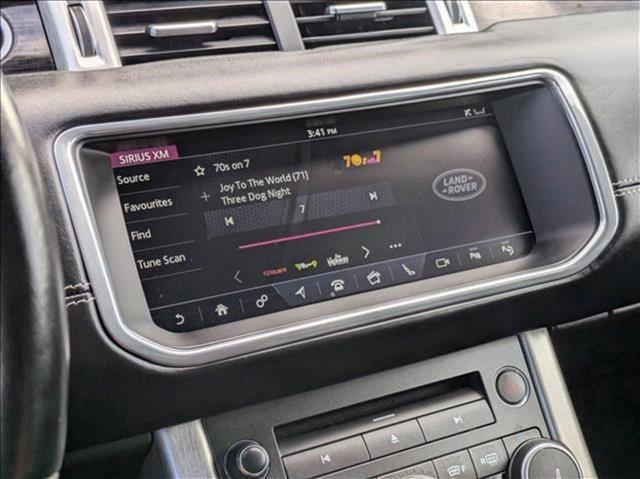 3:41 PM
SIRIUS XM
70s on 7
70s on 7
Source
Joy To The World (71)
Three Dog Night
Favourites
7
LAND-
ROVER
Find
Tune Scan